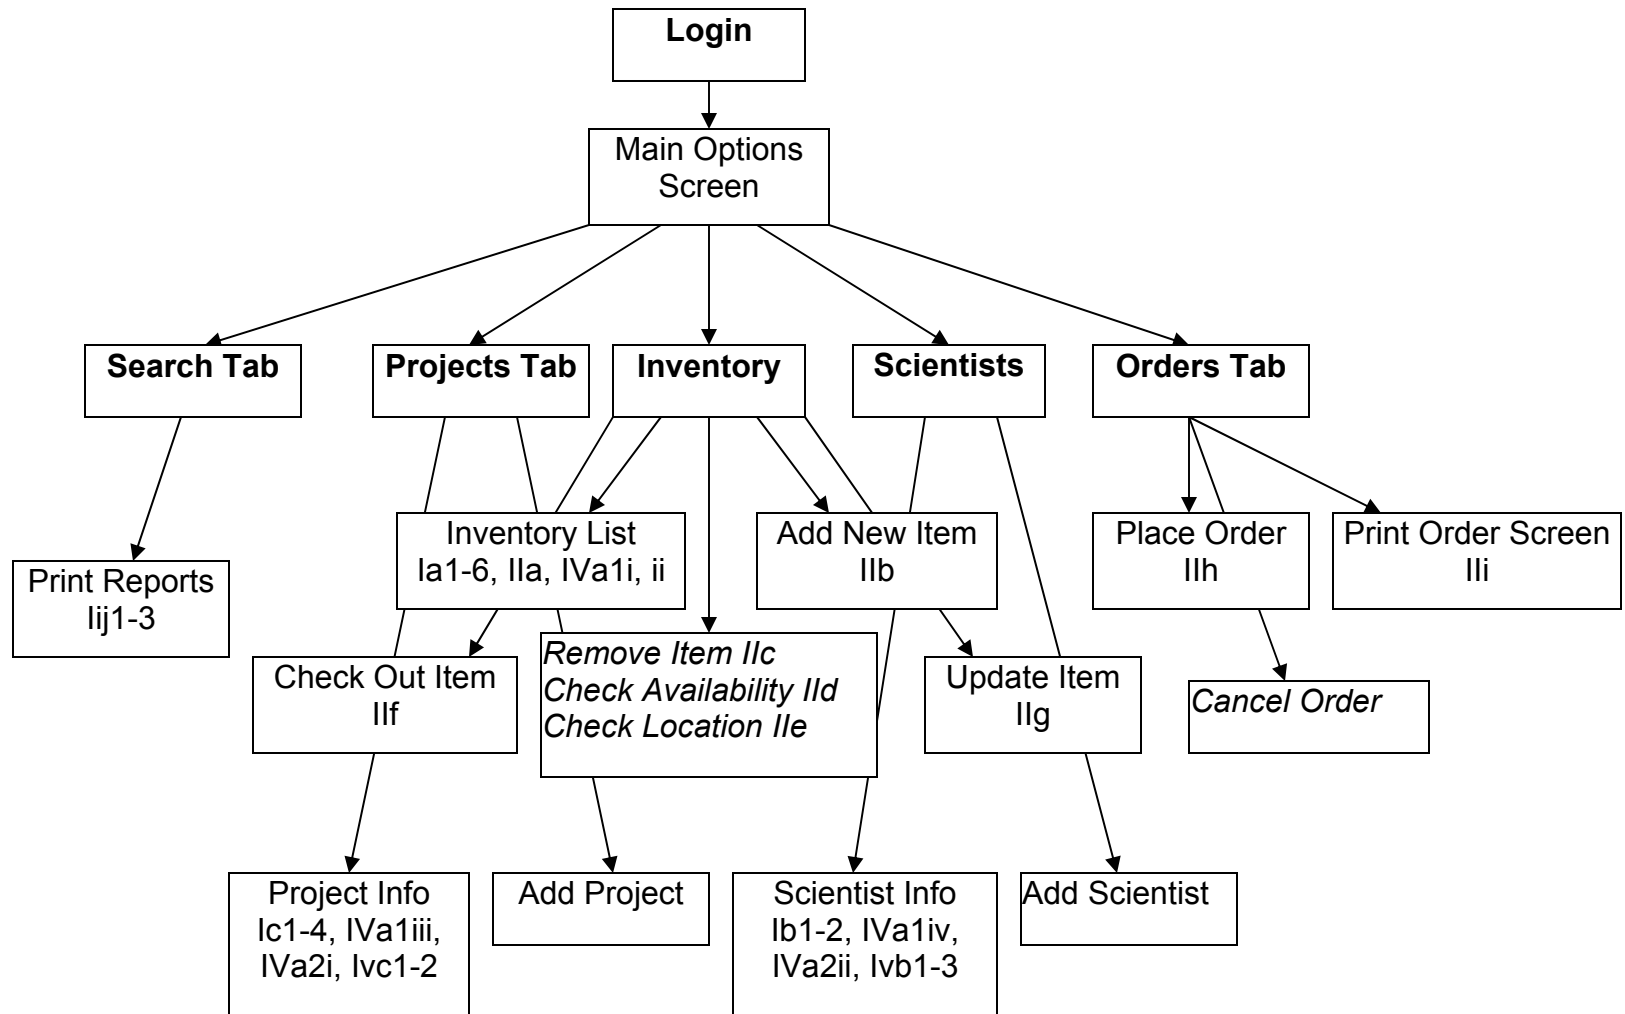 Login
Main Options
Screen
Search Tab
Projects Tab
Inventory
Scientists
Orders Tab
Inventory List
Ia1-6, IIa, IVa1i, ii
Add New Item
IIb
Place Order
IIh
Print Order Screen
IIi
Print Reports
Iij1-3
Check Out Item
IIf
Remove Item IIc
Check Availability IId
Check Location IIe
Update Item
IIg
Cancel Order
Project Info
Ic1-4, IVa1iii,
IVa2i, Ivc1-2
Add Project
Scientist Info
Ib1-2, IVa1iv,
IVa2ii, Ivb1-3
Add Scientist